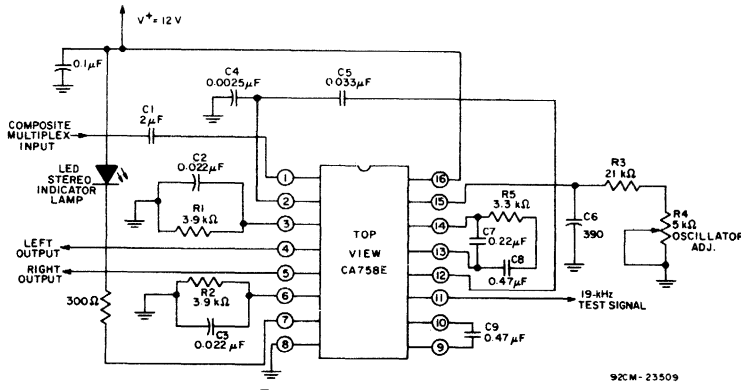 V+ = 12 V
0.1µF
C4
0.0025µF
C5
0.033µF
C1
2µF
COMPOSITE
MULTIPLEX
INPUT
LED
STEREO
INDICATOR
LAMP
C2
0.022µF
R1
3.9 kΩ
LEFT
OUTPUT
RIGHT
OUTPUT
300Ω
R2
3.9 kΩ
C3
0.022µF
1
2
3
4
5
6
7
8
TOP
VIEW
CA758E
16
15
14
13
12
11
10
9
R3
21 kΩ
R5
3.3 kΩ
C7
0.22µF
C8
0.47µF
C6
390
R4
5kΩ
OSCILLATOR
ADJ.
19-kHz
TEST SIGNAL
C9
0.47µF
92CM-23509